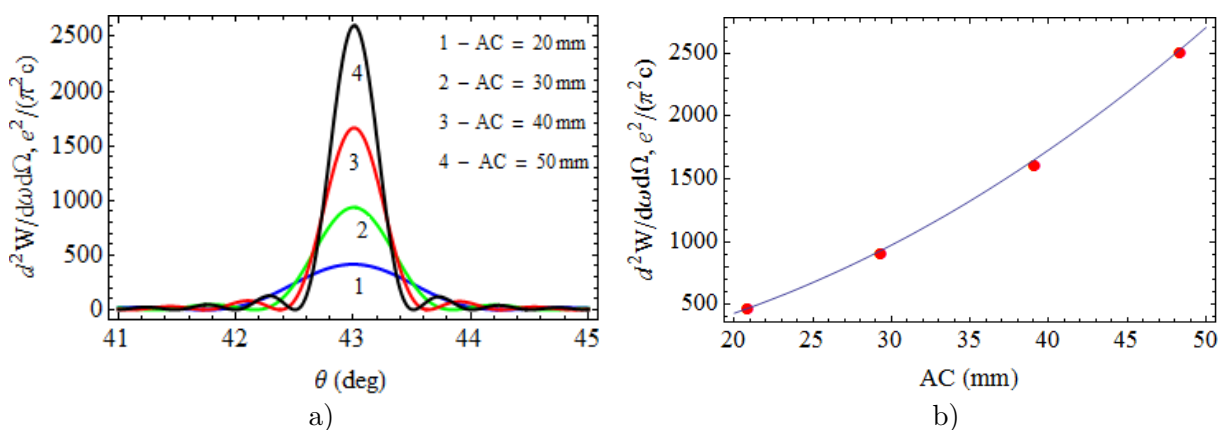 d²W/dωdΩ, e²/(π²c)
2500
2000
1500
1000
500
0
41
42
43
44
45
θ (deg)
1 – AC = 20 mm
2 – AC = 30 mm
3 – AC = 40 mm
4 – AC = 50 mm
4
3
2
1
a)
d²W/dωdΩ, e²/(π²c)
2500
2000
1500
1000
500
20
25
30
35
40
45
50
AC (mm)
b)